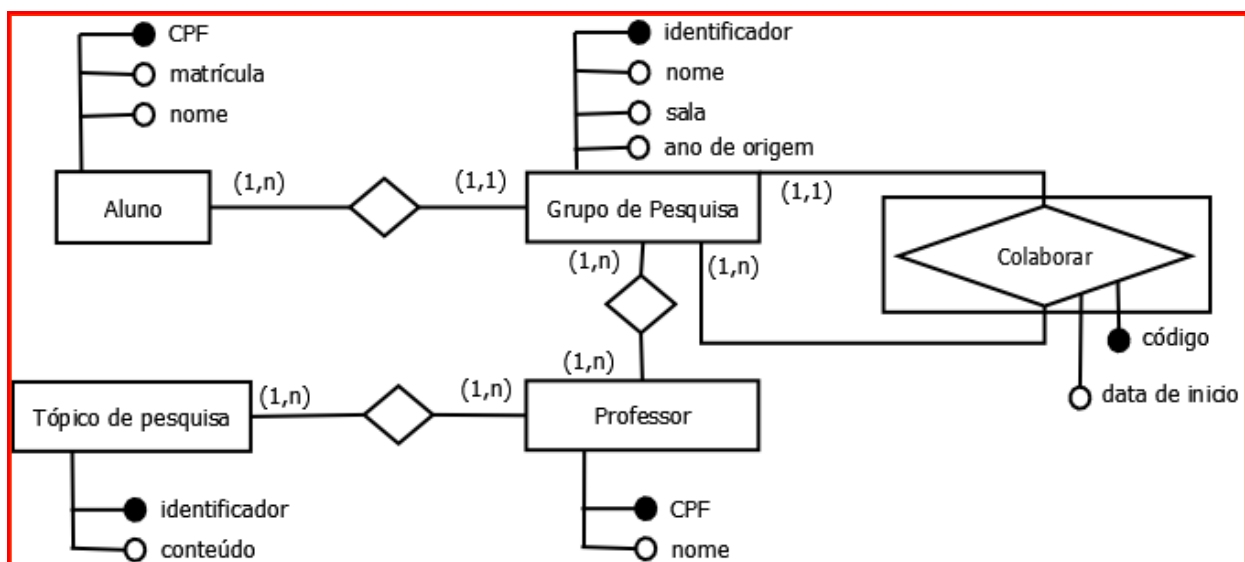 CPF
matrícula
nome
identificador
nome
sala
ano de origem
Aluno
(1,n)
(1,1)
Grupo de Pesquisa
(1,1)
Colaborar
(1,n)
(1,n)
código
data de inicio
(1,n)
Tópico de pesquisa
(1,n)
(1,n)
Professor
identificador
conteúdo
CPF
nome